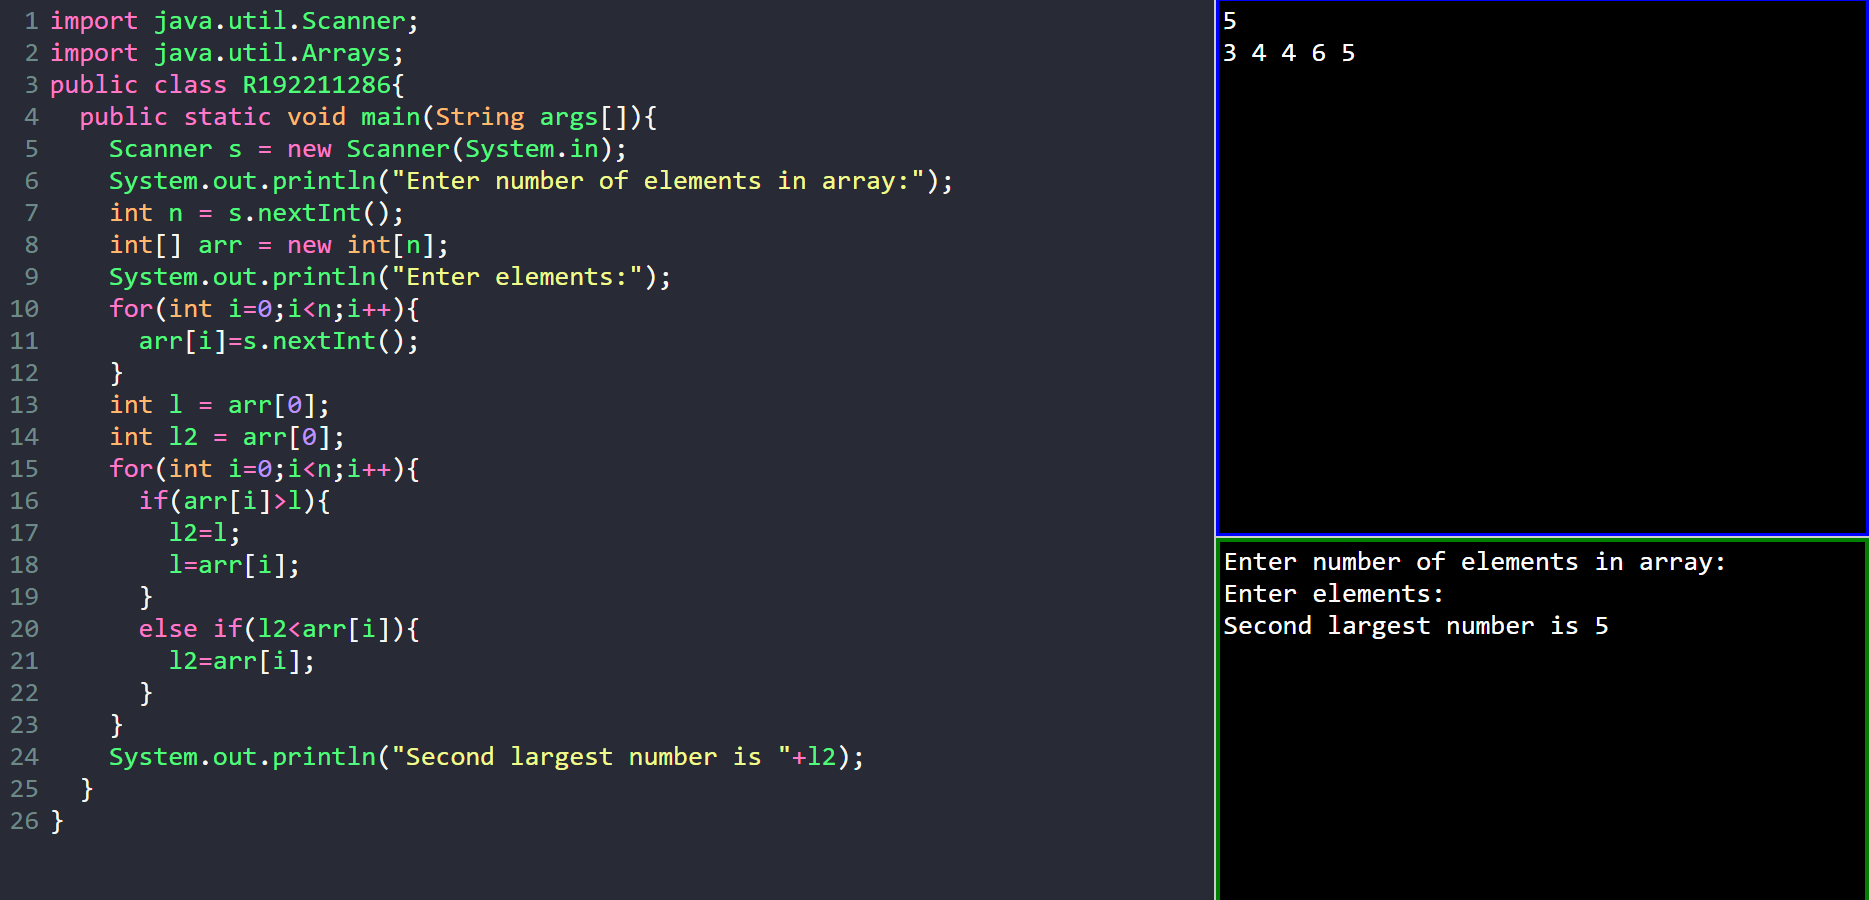 1 import java.util.Scanner;
2 import java.util.Arrays;
3 public class R192211286{
4   public static void main(String args[]){
5     Scanner s = new Scanner(System.in);
6     System.out.println("Enter number of elements in array:");
7     int n = s.nextInt();
8     int[] arr = new int[n];
9     System.out.println("Enter elements:");
10     for(int i=0;i<n;i++){
11       arr[i]=s.nextInt();
12     }
13     int l = arr[0];
14     int l2 = arr[0];
15     for(int i=0;i<n;i++){
16       if(arr[i]>l){
17         l2=l;
18         l=arr[i];
19       }
20       else if(l2<arr[i]){
21         l2=arr[i];
22       }
23     }
24     System.out.println("Second largest number is "+l2);
25   }
26 }
5
3 4 4 6 5
Enter number of elements in array:
Enter elements:
Second largest number is 5